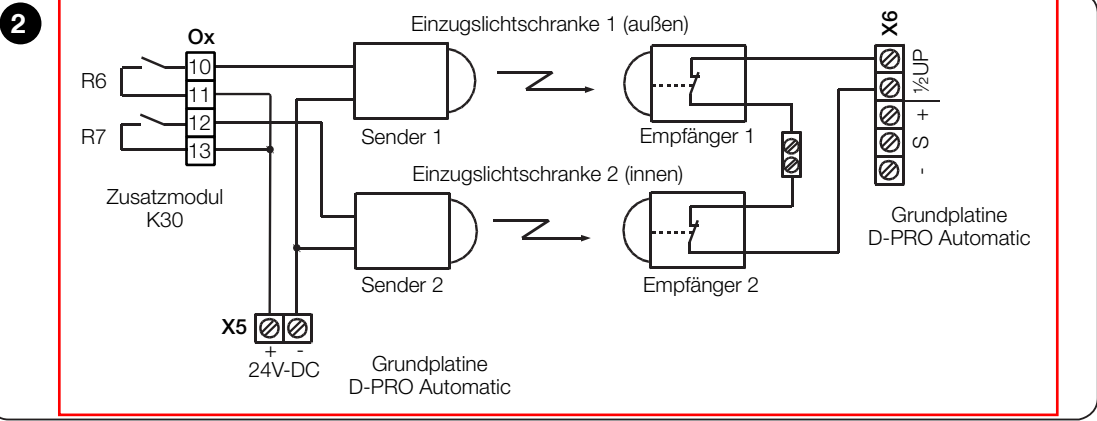 2
Einzugslichtschranke 1 (außen)
X6
Ox
R6
10
11
R7
12
13
½UP
+
S
-
Sender 1
Empfänger 1
Einzugslichtschranke 2 (innen)
Zusatzmodul
K30
Grundplatine
D-PRO Automatic
Sender 2
Empfänger 2
X5
+ -
24V-DC
Grundplatine
D-PRO Automatic